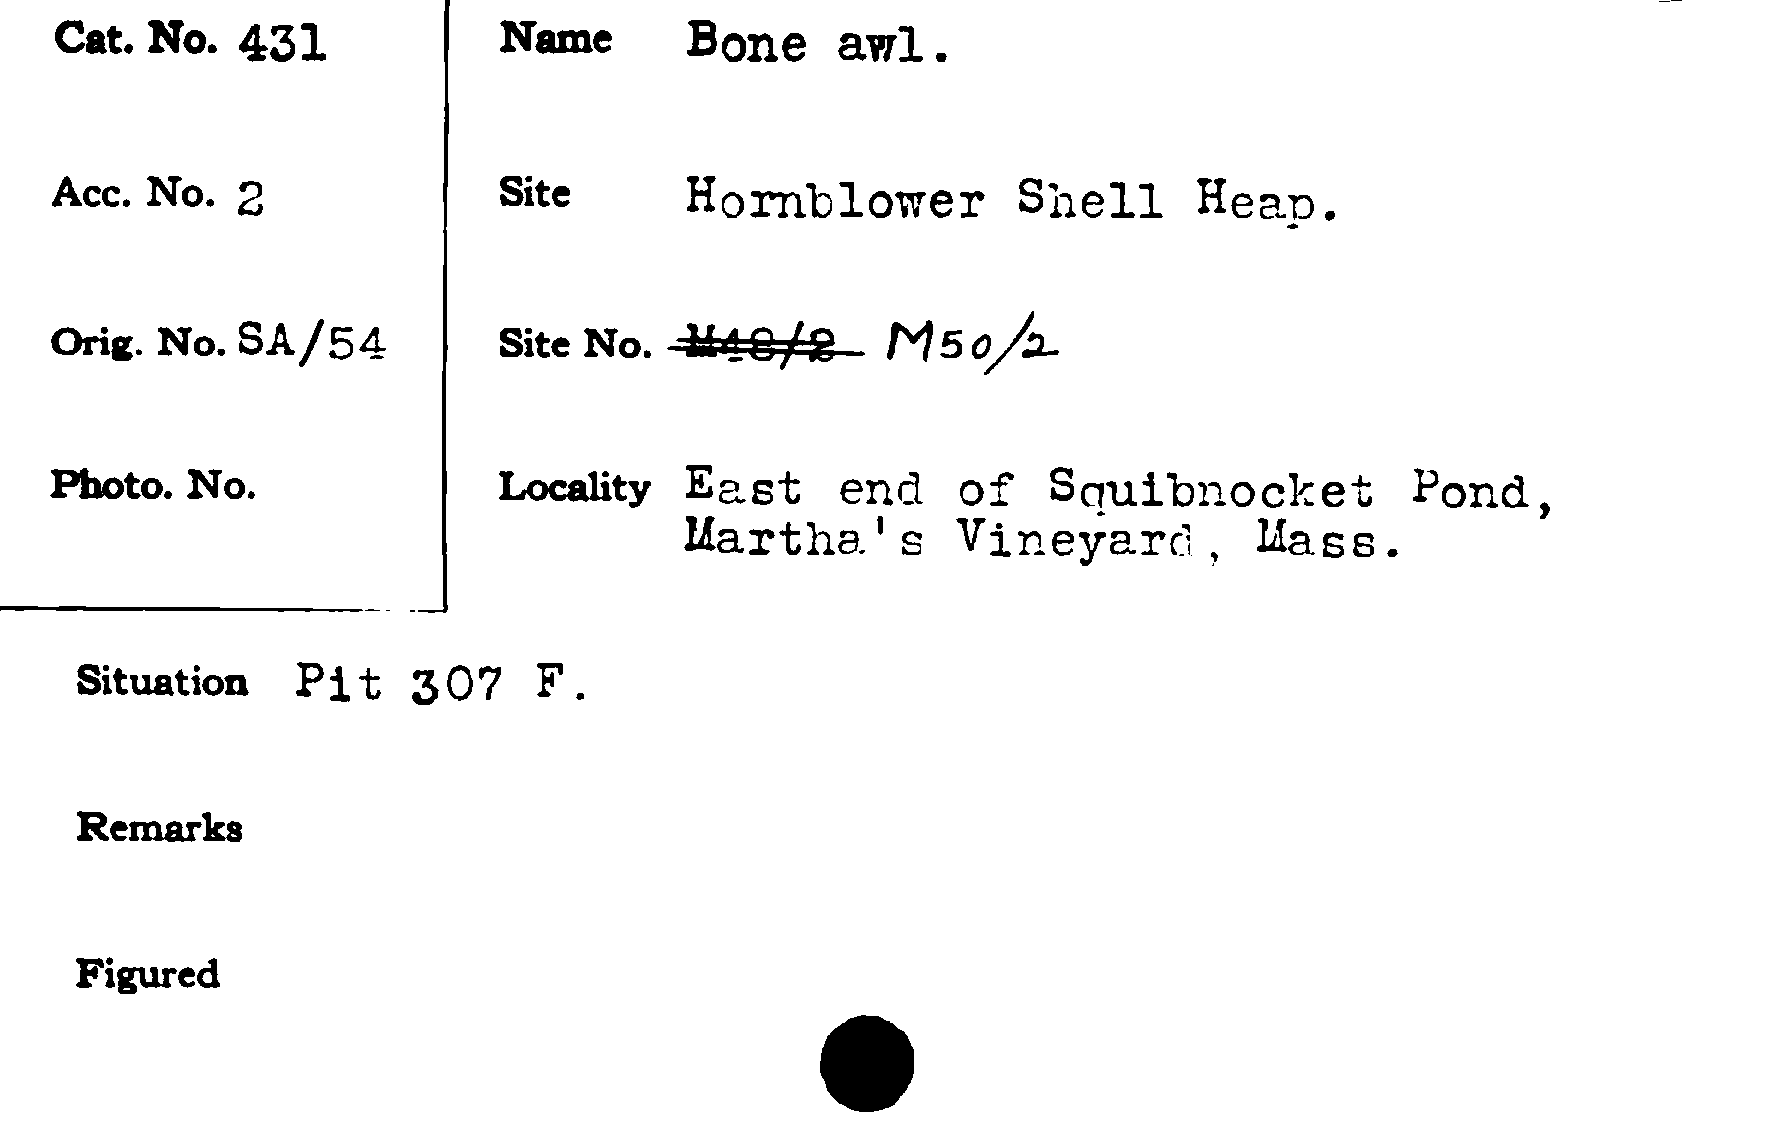 Cat. No. 431
Name Bone awl.
Acc. No. 2
Site Hornblower Shell Heap.
Orig. No. SA/54
Site No. M48/2 M50/2
Photo. No.
Locality East end of Squibnocket Pond,
Martha's Vineyard, Mass.
Situation Pit 307 F.
Remarks
Figured